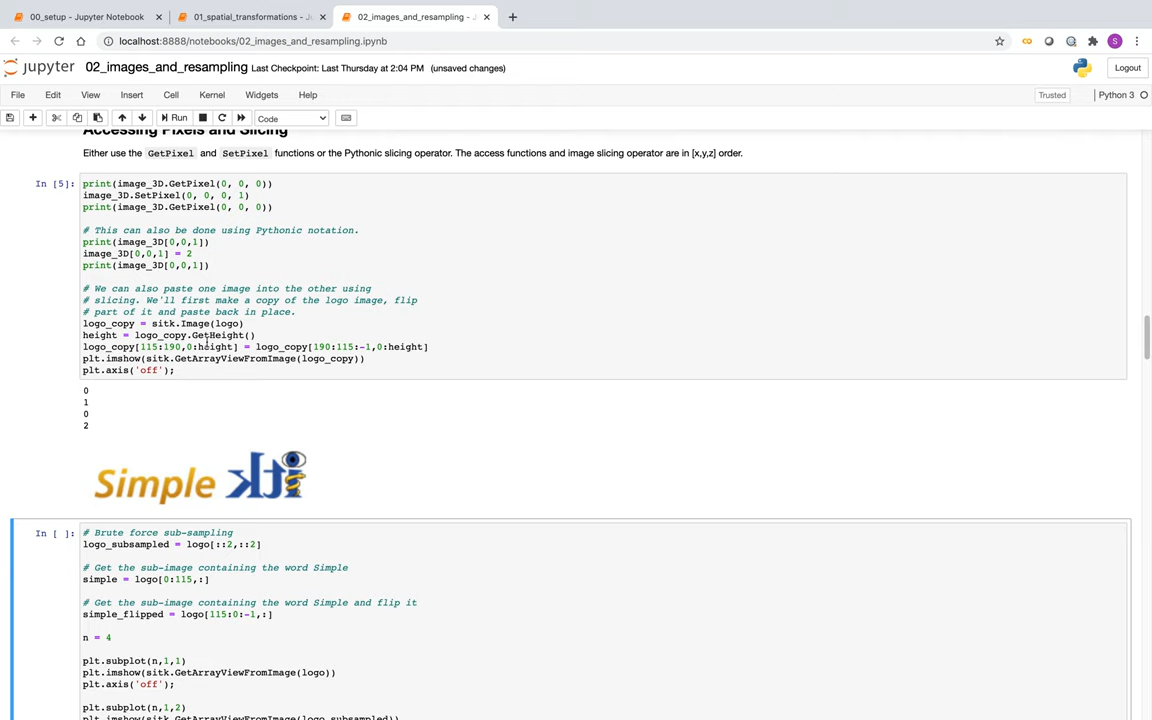 00_setup - Jupyter Notebook
01_spatial_transformations - Ju
02_images_and_resampling - J
localhost:8888/notebooks/02_images_and_resampling.ipynb
S
jupyter 02_images_and_resampling Last Checkpoint: Last Thursday at 2:04 PM (unsaved changes)
Logout
File Edit View Insert Cell Kernel Widgets Help
Trusted
Python 3
Run
Code
Accessing Pixels and Slicing
Either use the GetPixel and SetPixel functions or the Pythonic slicing operator. The access functions and image slicing operator are in [x,y,z] order.
In [5]:
print(image_3D.GetPixel(0, 0, 0))
image_3D.SetPixel(0, 0, 0, 1)
print(image_3D.GetPixel(0, 0, 0))
# This can also be done using Pythonic notation.
print(image_3D[0,0,1])
image_3D[0,0,1] = 2
print(image_3D[0,0,1])
# We can also paste one image into the other using
# slicing. We'll first make a copy of the logo image, flip
# part of it and paste back in place.
logo_copy = sitk.Image(logo)
height = logo_copy.GetHeight()
logo_copy[115:190,0:height] = logo_copy[190:115:-1,0:height]
plt.imshow(sitk.GetArrayViewFromImage(logo_copy))
plt.axis('off');
0
1
0
2
Simple
In [ ]:
# Brute force sub-sampling
logo_subsampled = logo[::2,::2]
# Get the sub-image containing the word Simple
simple = logo[0:115,:]
# Get the sub-image containing the word Simple and flip it
simple_flipped = logo[115:0:-1,:]
n = 4
plt.subplot(n,1,1)
plt.imshow(sitk.GetArrayViewFromImage(logo))
plt.axis('off');
plt.subplot(n,1,2)
plt.imshow(sitk.GetArrayViewFromImage(logo_subsampled))